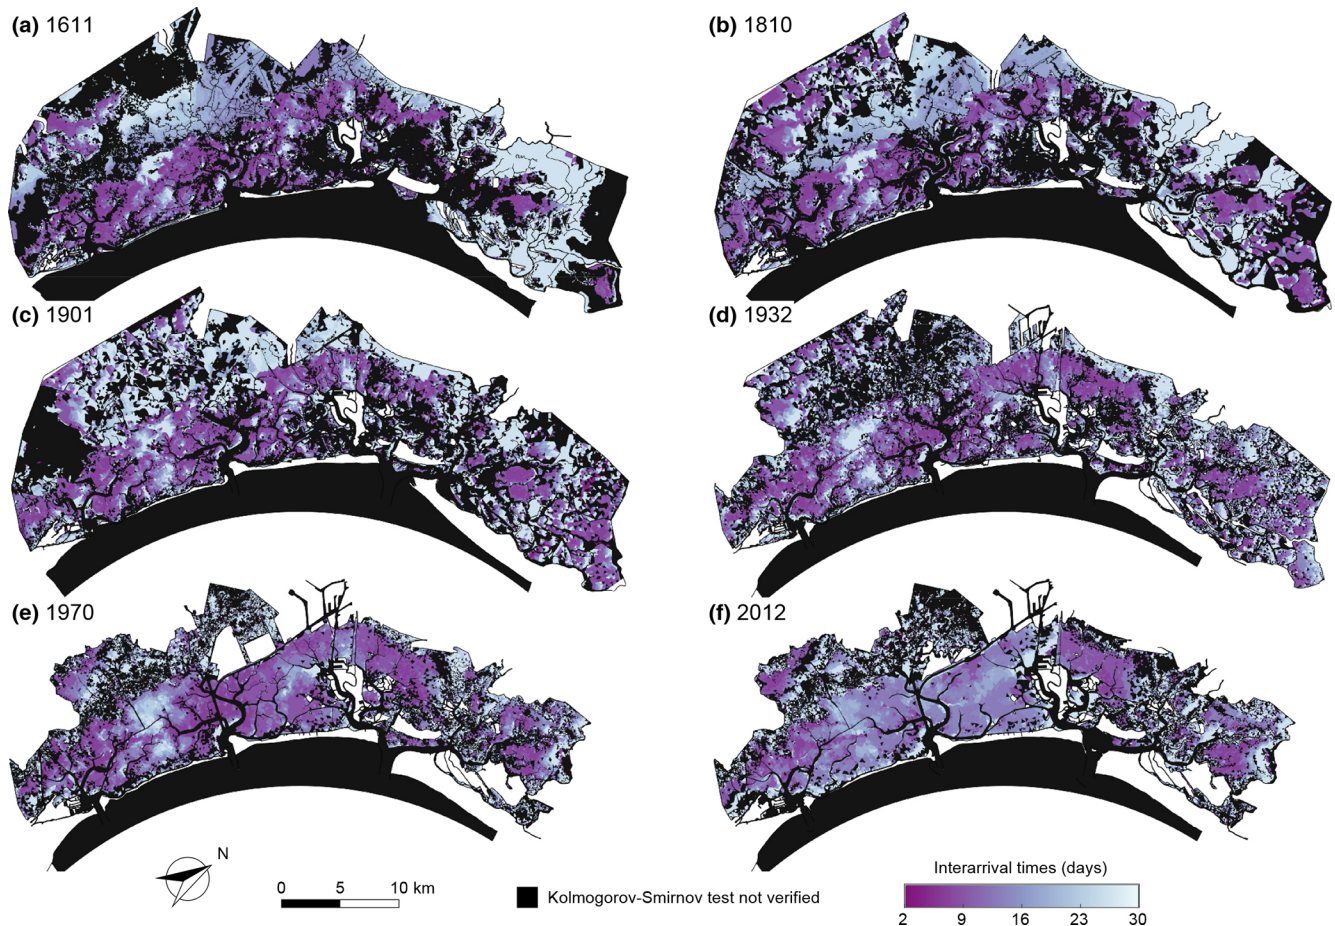 (a) 1611
(b) 1810
(c) 1901
(d) 1932
(e) 1970
(f) 2012
N
0 5 10 km
Kolmogorov-Smirnov test not verified
Interarrival times (days)
2 9 16 23 30